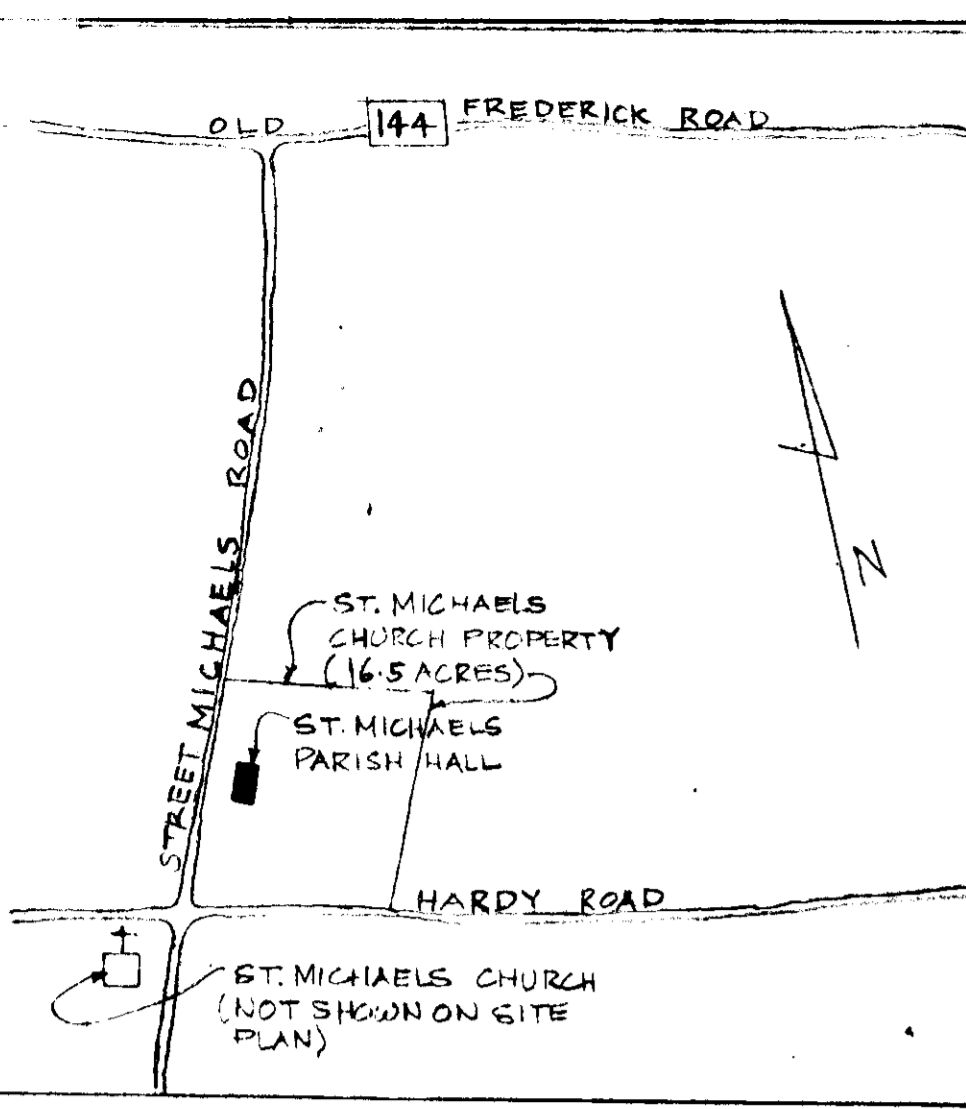 OLD 144 FREDERICK ROAD
STREET MICHAELS ROAD
N
ST. MICHAELS
CHURCH PROPERTY
(16.5 ACRES)
ST. MICHAELS
PARISH HALL
HARDY ROAD
ST. MICHAELS CHURCH
(NOT SHOWN ON SITE
PLAN)